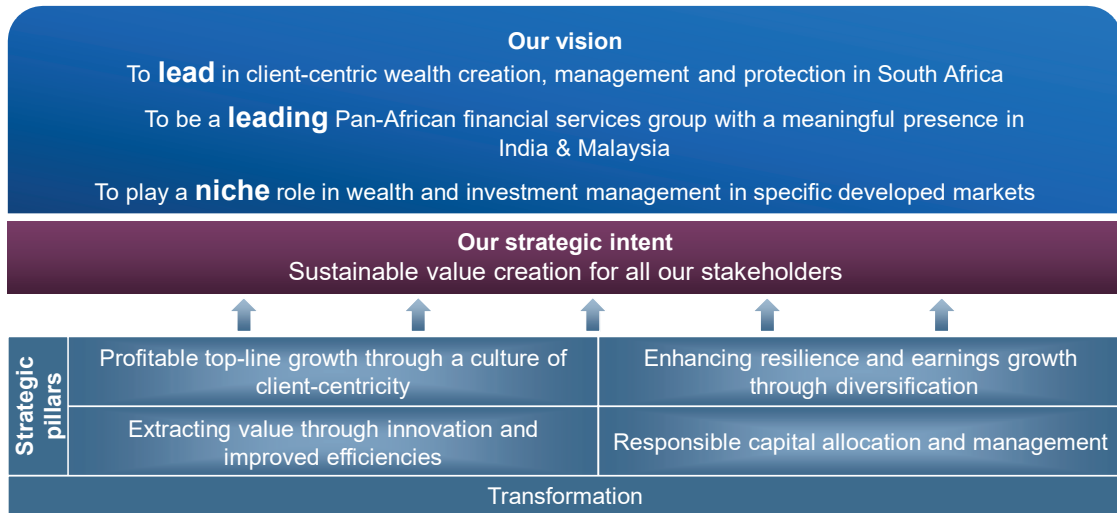 Our vision
To lead in client-centric wealth creation, management and protection in South Africa
To be a leading Pan-African financial services group with a meaningful presence in
India & Malaysia
To play a niche role in wealth and investment management in specific developed markets
Our strategic intent
Sustainable value creation for all our stakeholders
Strategic
pillars
Profitable top-line growth through a culture of
client-centricity
Enhancing resilience and earnings growth
through diversification
Extracting value through innovation and
improved efficiencies
Responsible capital allocation and management
Transformation